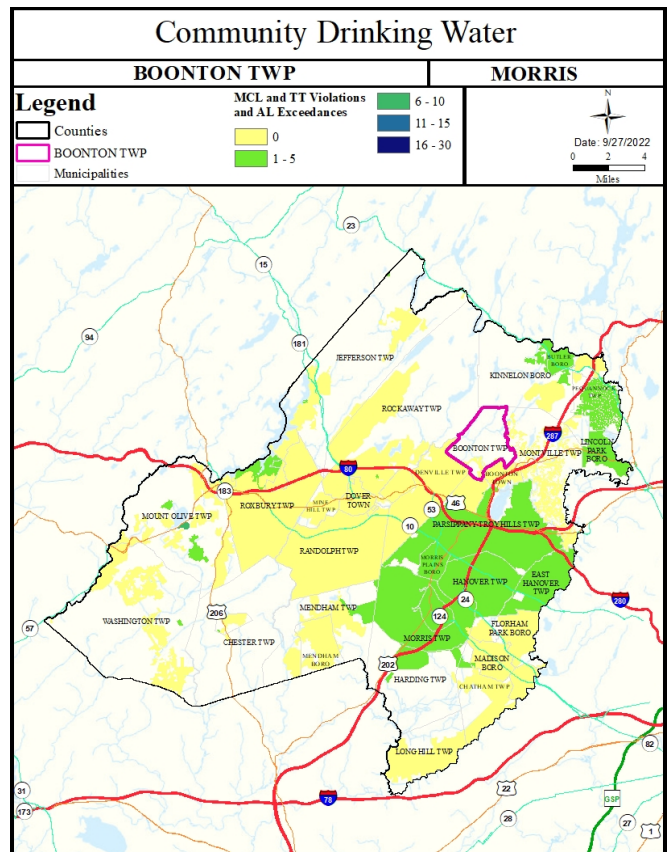 Community Drinking Water
BOONTON TWP
MORRIS
Legend
Counties
BOONTON TWP
Municipalities
MCL and TT Violations
and AL Exceedances
0
1 - 5
6 - 10
11 - 15
16 - 30
N
Date: 9/27/2022
0 2 4
Miles
23
15
94
181
JEFFERSON TWP
BUTLER
BORO
KINNELON BORO
PEQUANNOCK
TWP
ROCKAWAY TWP
BOONTON TWP
287
LINCOLN
PARK
BORO
MONTVILLE TWP
80
DENVILLE TWP
BOONTON
TOWN
183
MINE
HILL TWP
DOVER
TOWN
ROXBURY TWP
46
53
MOUNT OLIVE TWP
10
PARSIPPANY-TROY HILLS TWP
RANDOLPH TWP
MORRIS
PLAINS
BORO
HANOVER TWP
EAST
HANOVER
TWP
280
24
206
MENDHAM TWP
124
57
WASHINGTON TWP
CHESTER TWP
FLORHAM
PARK BORO
MORRIS TWP
MENDHAM
BORO
202
MADISON
BORO
HARDING TWP
CHATHAM TWP
82
LONG HILL TWP
31
22
78
GSP
173
28
27
1